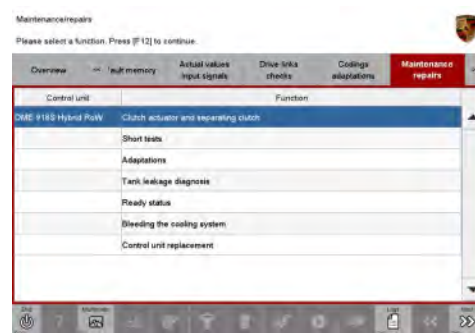 Maintenance/repairs
Please select a function. Press [F12] to continue.
Overview
fault memory
Actual values
input signals
Drive links
checks
Codings
adaptations
Maintenance
repairs
Control unit
Function
DME 918S Hybrid RoW
Clutch actuator and separating clutch
Short tests
Adaptations
Tank leakage diagnosis
Ready status
Bleeding the cooling system
Control unit replacement